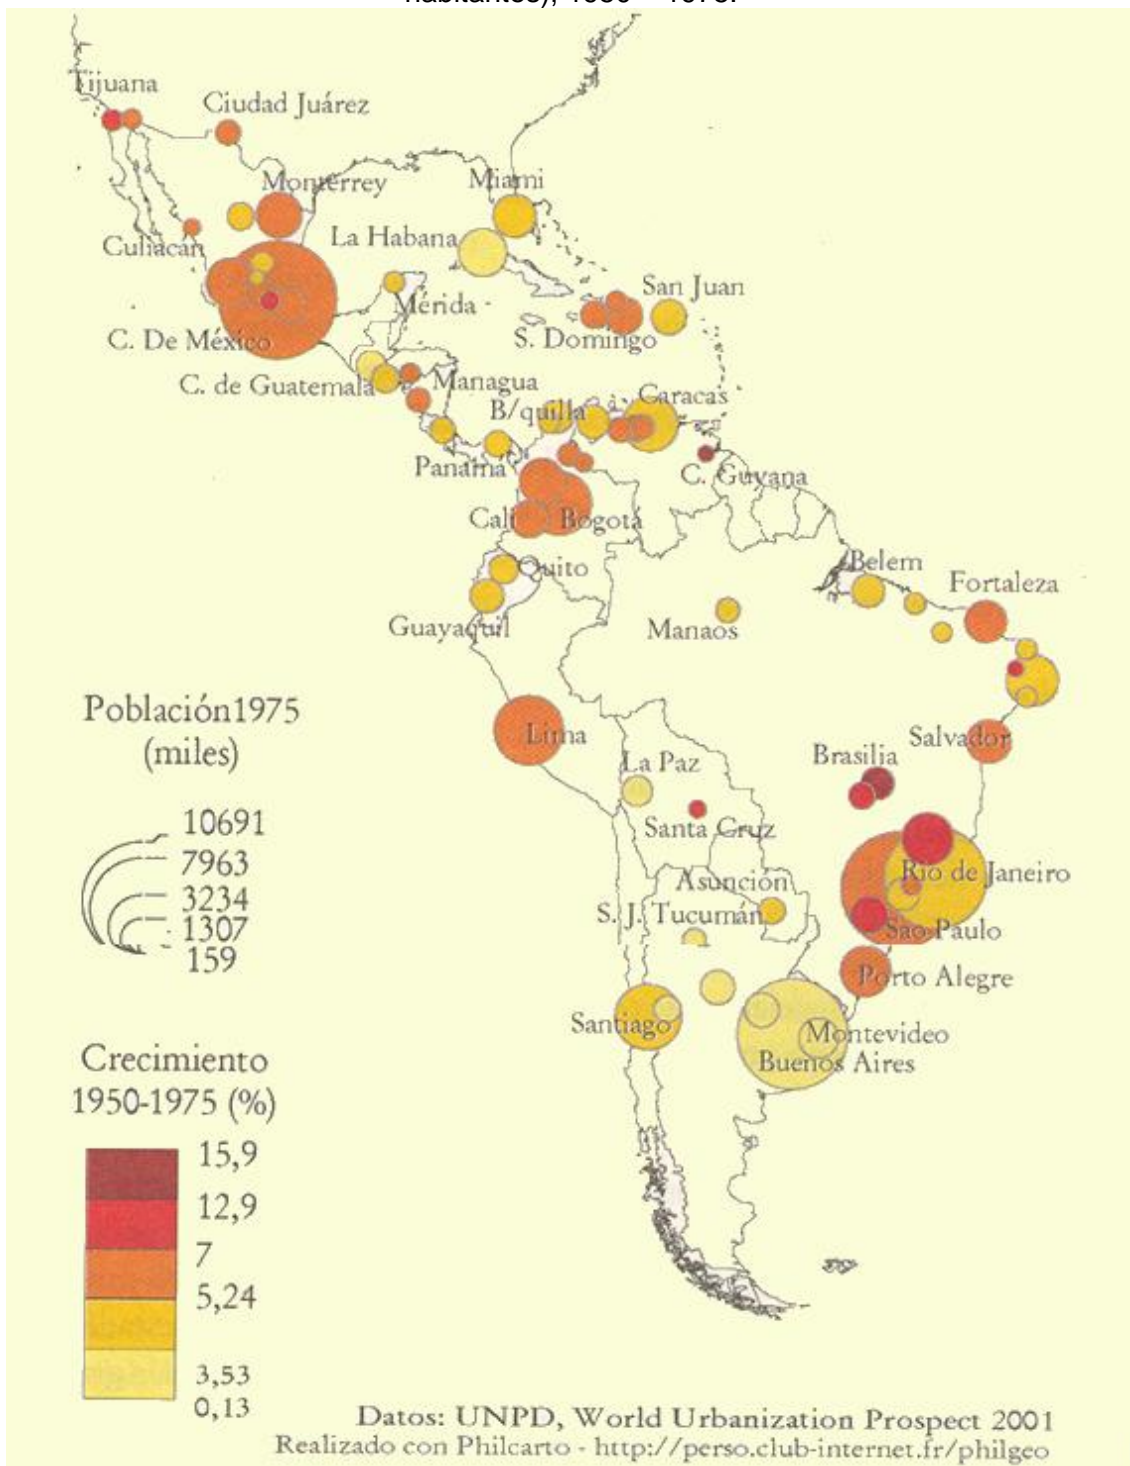 habitantes), 1950 – 1975.
Tijuana
Ciudad Juárez
Monterrey
Miami
Culiacán
La Habana
San Juan
Mérida
S. Domingo
C. De México
C. de Guatemala
Managua
B/quilla
Caracas
Panamá
C. Guyana
Cali
Bogotá
Quito
Belem
Fortaleza
Guayaquil
Manaos
Población1975
(miles)
Lima
Salvador
La Paz
Brasilia
10691
7963
3234
1307
159
Santa Cruz
Asunción
Rio de Janeiro
S. J. Tucumán
Sao Paulo
Porto Alegre
Santiago
Montevideo
Buenos Aires
Crecimiento
1950-1975 (%)
15,9
12,9
7
5,24
3,53
0,13
Datos: UNPD, World Urbanization Prospect 2001
Realizado con Philcarto - http://perso.club-internet.fr/philgeo